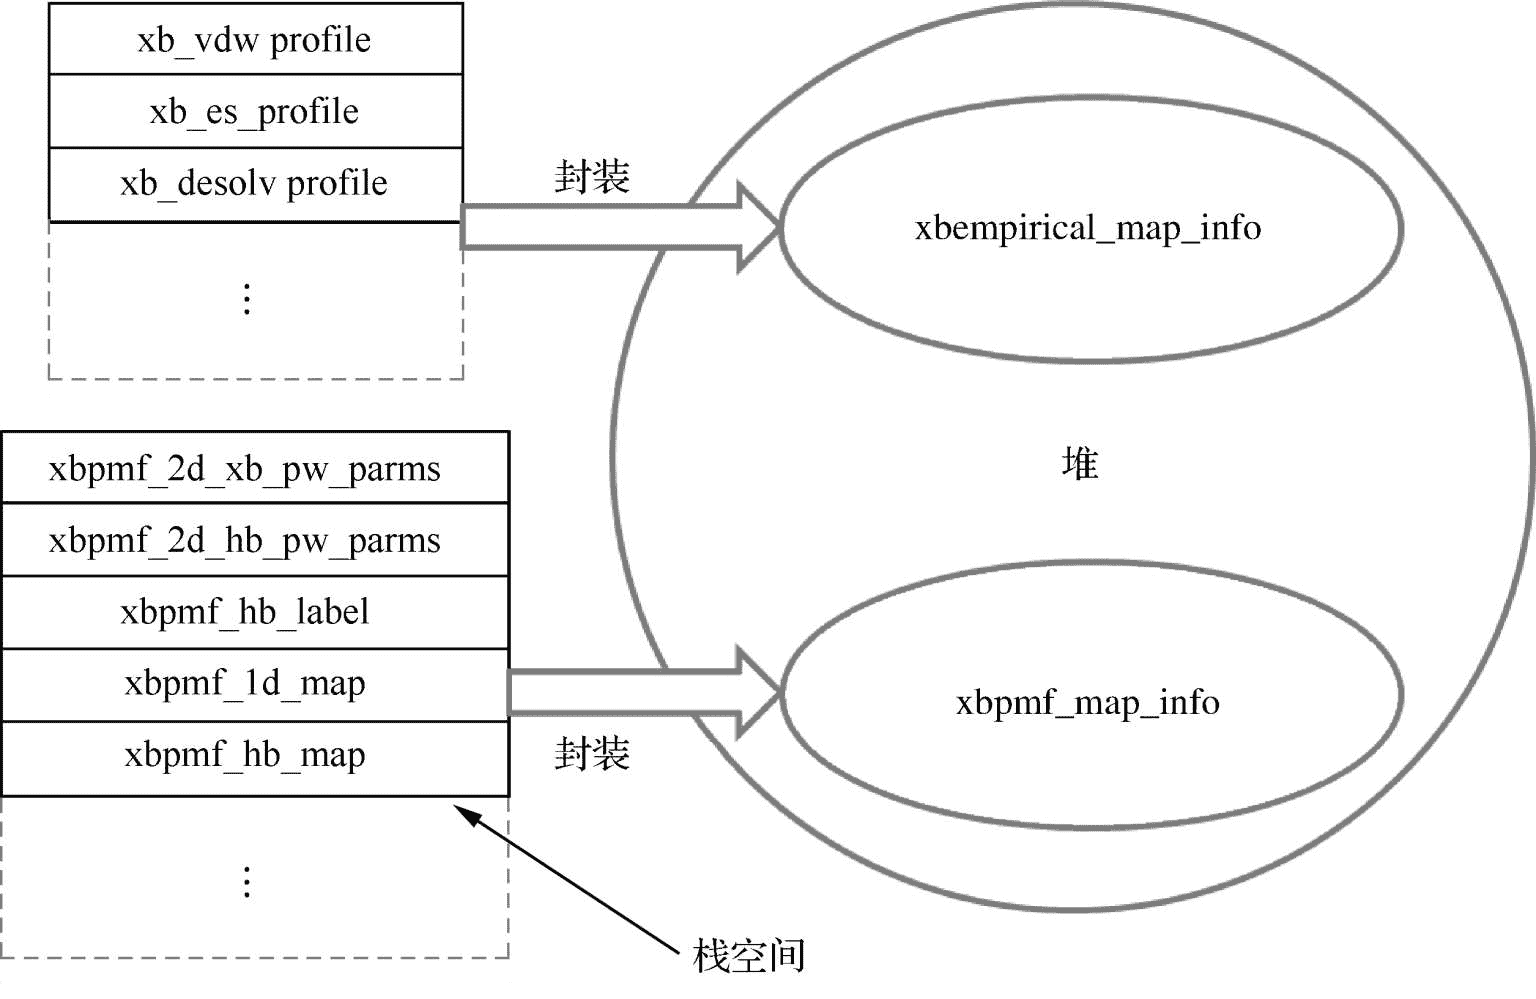 xb_vdw profile
xb_es_profile
xb_desolv profile
⋮
封装
xbempirical_map_info
堆
xbpmf_2d_xb_pw_parms
xbpmf_2d_hb_pw_parms
xbpmf_hb_label
xbpmf_1d_map
xbpmf_hb_map
⋮
封装
xbpmf_map_info
栈空间